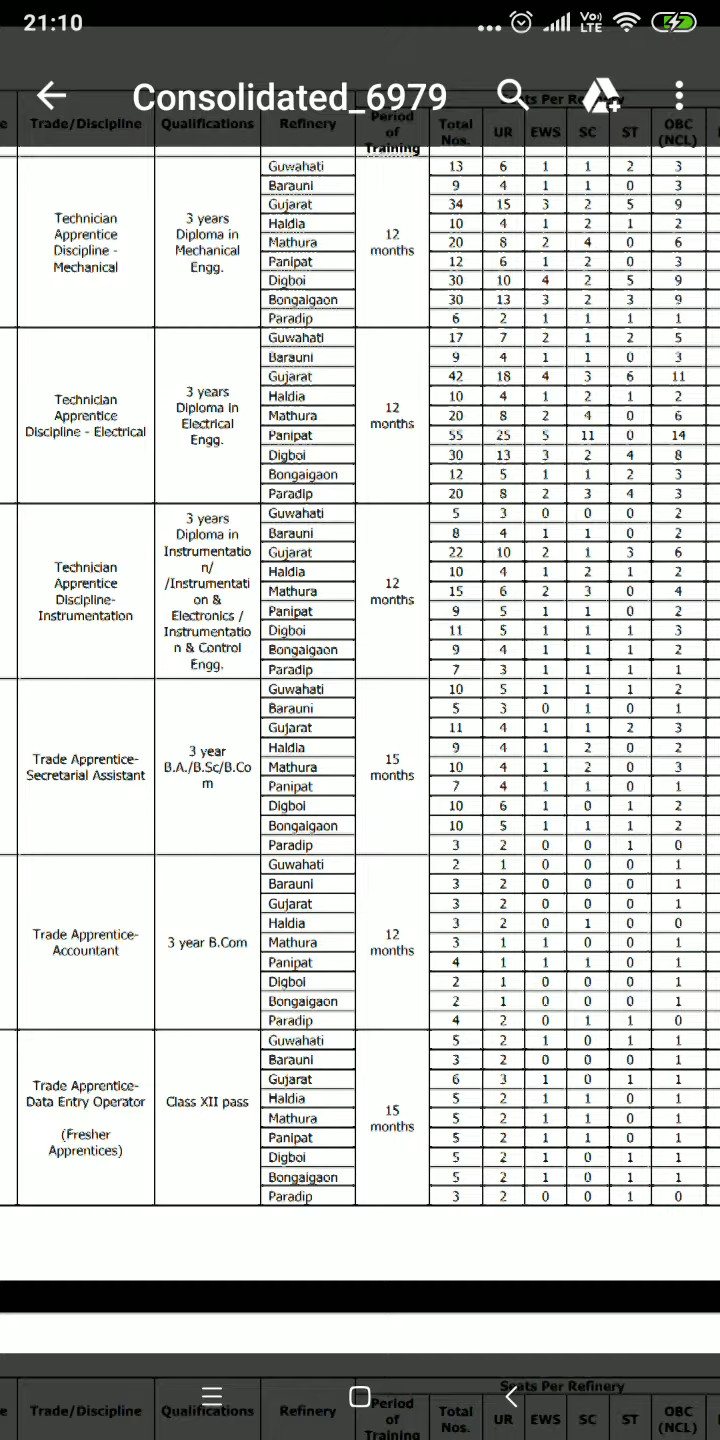 21:10
Vo) LTE
Consolidated_6979
Seats Per Refinery
e Trade/Discipline Qualifications Refinery Period of Training Total Nos. UR EWS SC ST OBC (NCL)
Technician Apprentice Discipline - Mechanical
3 years Diploma in Mechanical Engg.
12 months
Guwahati 13 6 1 1 2 3
Barauni 9 4 1 1 0 3
Gujarat 34 15 3 2 5 9
Haldia 10 4 1 2 1 2
Mathura 20 8 2 4 0 6
Panipat 12 6 1 2 0 3
Digboi 30 10 4 2 5 9
Bongaigaon 30 13 3 2 3 9
Paradip 6 2 1 1 1 1
Technician Apprentice Discipline - Electrical
3 years Diploma in Electrical Engg.
12 months
Guwahati 17 7 2 1 2 5
Barauni 9 4 1 1 0 3
Gujarat 42 18 4 3 6 11
Haldia 10 4 1 2 1 2
Mathura 20 8 2 4 0 6
Panipat 55 25 5 11 0 14
Digboi 30 13 3 2 4 8
Bongaigaon 12 5 1 1 2 3
Paradip 20 8 2 3 4 3
Technician Apprentice Discipline- Instrumentation
3 years Diploma in Instrumentatio n/ /Instrumentati on & Electronics / Instrumentatio n & Control Engg.
12 months
Guwahati 5 3 0 0 0 2
Barauni 8 4 1 1 0 2
Gujarat 22 10 2 1 3 6
Haldia 10 4 1 2 1 2
Mathura 15 6 2 3 0 4
Panipat 9 5 1 1 0 2
Digboi 11 5 1 1 1 3
Bongaigaon 9 4 1 1 1 2
Paradip 7 3 1 1 1 1
Trade Apprentice- Secretarial Assistant
3 year B.A./B.Sc/B.Co m
15 months
Guwahati 10 5 1 1 1 2
Barauni 5 3 0 1 0 1
Gujarat 11 4 1 1 2 3
Haldia 9 4 1 2 0 2
Mathura 10 4 1 2 0 3
Panipat 7 4 1 1 0 1
Digboi 10 6 1 0 1 2
Bongaigaon 10 5 1 1 1 2
Paradip 3 2 0 0 1 0
Trade Apprentice- Accountant
3 year B.Com
12 months
Guwahati 2 1 0 0 0 1
Barauni 3 2 0 0 0 1
Gujarat 3 2 0 0 0 1
Haldia 3 2 0 1 0 0
Mathura 3 1 1 0 0 1
Panipat 4 1 1 1 0 1
Digboi 2 1 0 0 0 1
Bongaigaon 2 1 0 0 0 1
Paradip 4 2 0 1 1 0
Trade Apprentice- Data Entry Operator (Fresher Apprentices)
Class XII pass
15 months
Guwahati 5 2 1 0 1 1
Barauni 3 2 0 0 0 1
Gujarat 6 3 1 0 1 1
Haldia 5 2 1 1 0 1
Mathura 5 2 1 1 0 1
Panipat 5 2 1 1 0 1
Digboi 5 2 1 0 1 1
Bongaigaon 5 2 1 0 1 1
Paradip 3 2 0 0 1 0
Seats Per Refinery
e Trade/Discipline Qualifications Refinery Period of Training Total Nos. UR EWS SC ST OBC (NCL)